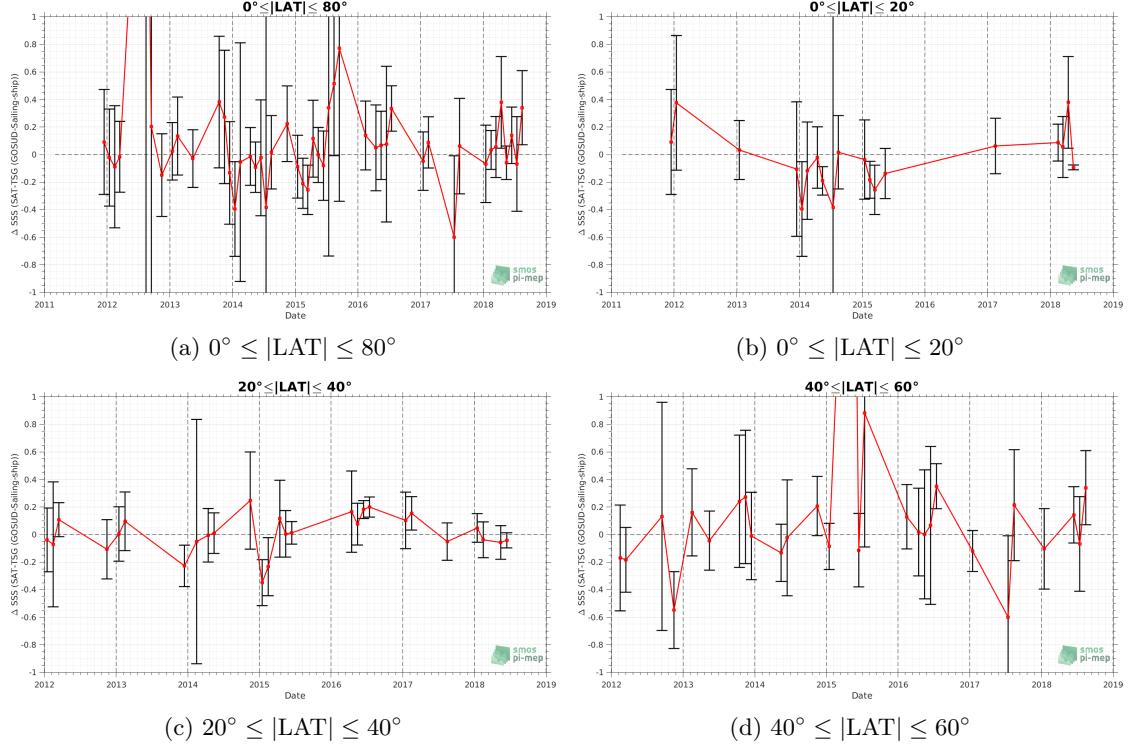 0°≤|LAT|≤ 80°
Δ SSS (SAT-TSG (GOSUD-Sailing-ship))
1
0.8
0.6
0.4
0.2
0
-0.2
-0.4
-0.6
-0.8
-1
2011 2012 2013 2014 2015 2016 2017 2018 2019
Date
smos
pi-mep
(a) 0° ≤ |LAT| ≤ 80°
0°≤|LAT|≤ 20°
Δ SSS (SAT-TSG (GOSUD-Sailing-ship))
1
0.8
0.6
0.4
0.2
0
-0.2
-0.4
-0.6
-0.8
-1
2011 2012 2013 2014 2015 2016 2017 2018 2019
Date
smos
pi-mep
(b) 0° ≤ |LAT| ≤ 20°
20°≤|LAT|≤ 40°
Δ SSS (SAT-TSG (GOSUD-Sailing-ship))
1
0.8
0.6
0.4
0.2
0
-0.2
-0.4
-0.6
-0.8
-1
2012 2013 2014 2015 2016 2017 2018 2019
Date
smos
pi-mep
(c) 20° ≤ |LAT| ≤ 40°
40°≤|LAT|≤ 60°
Δ SSS (SAT-TSG (GOSUD-Sailing-ship))
1
0.8
0.6
0.4
0.2
0
-0.2
-0.4
-0.6
-0.8
-1
2012 2013 2014 2015 2016 2017 2018 2019
Date
smos
pi-mep
(d) 40° ≤ |LAT| ≤ 60°